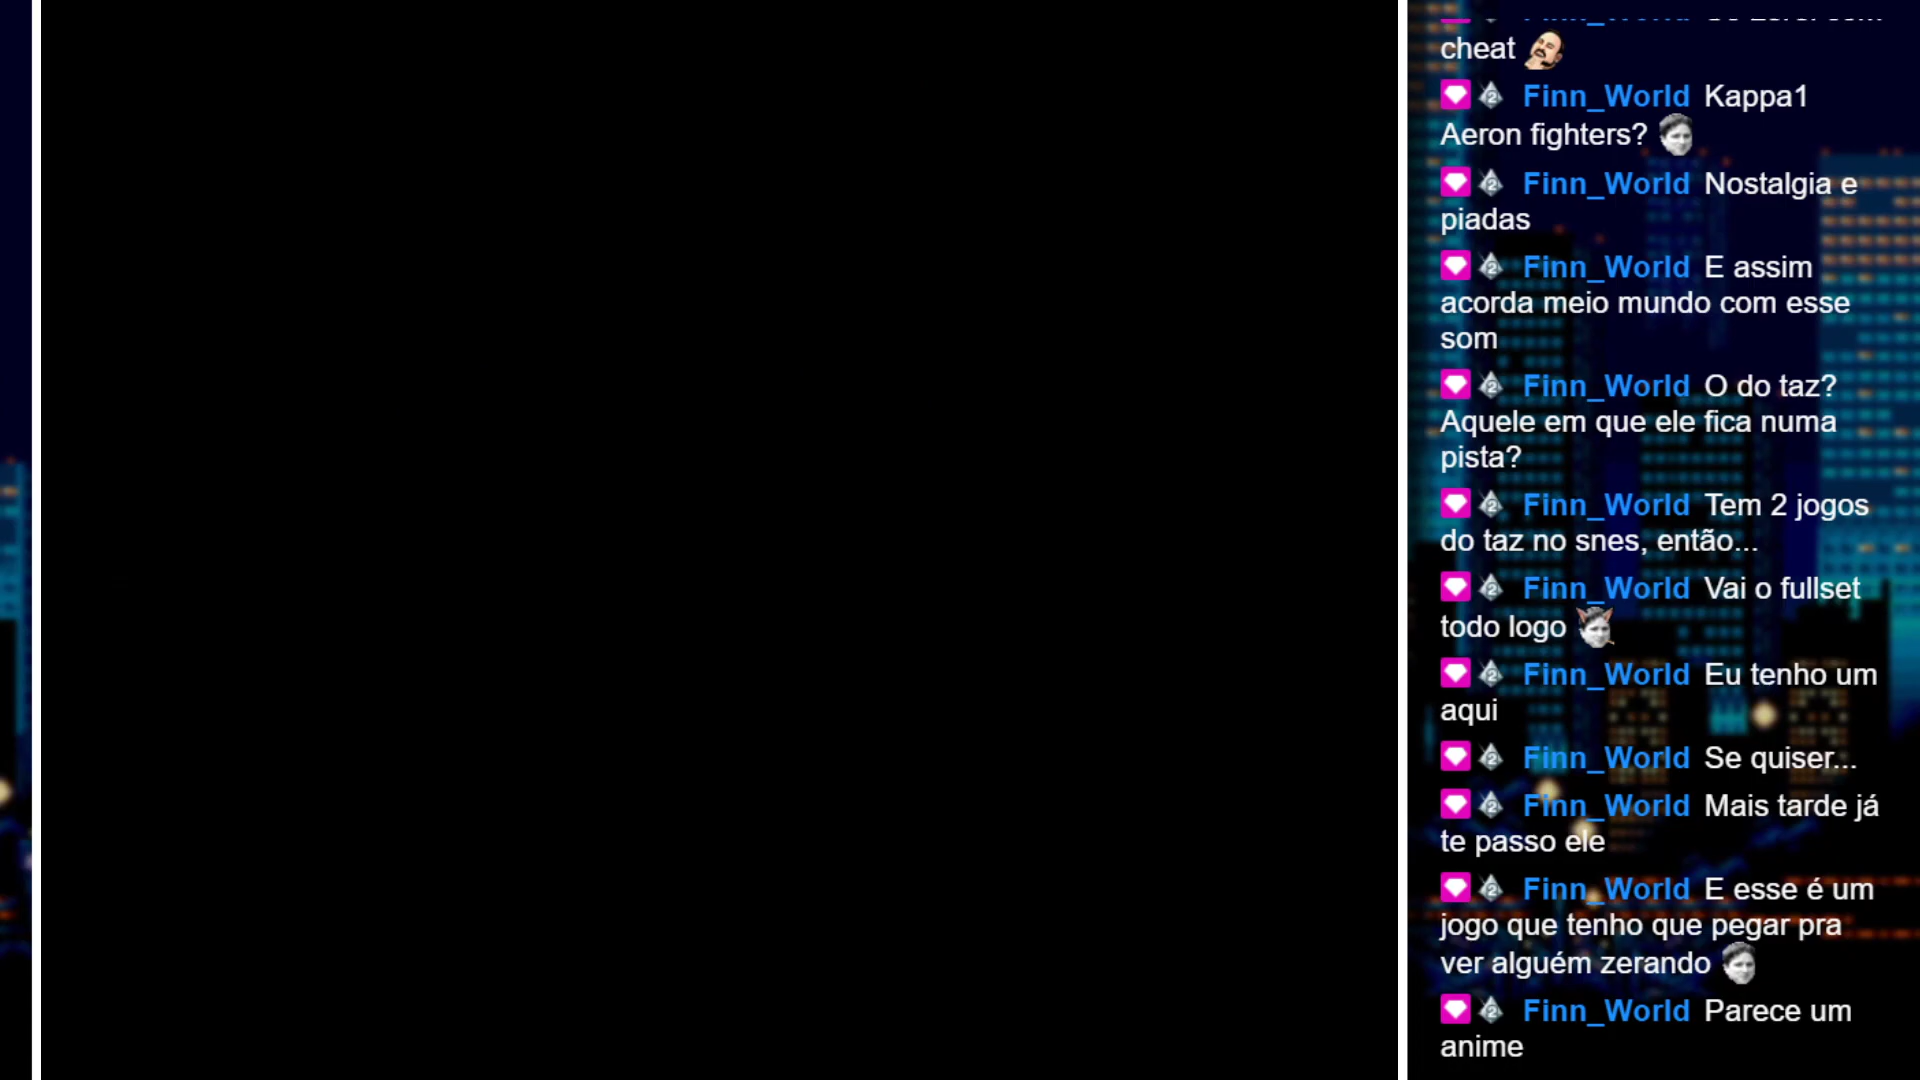 cheat
Finn_World Kappa1
Aeron fighters?
Finn_World Nostalgia e
piadas
Finn_World E assim
acorda meio mundo com esse
som
Finn_World O do taz?
Aquele em que ele fica numa
pista?
Finn_World Tem 2 jogos
do taz no snes, então...
Finn_World Vai o fullset
todo logo
Finn_World Eu tenho um
aqui
Finn_World Se quiser...
Finn_World Mais tarde já
te passo ele
Finn_World E esse é um
jogo que tenho que pegar pra
ver alguém zerando
Finn_World Parece um
anime